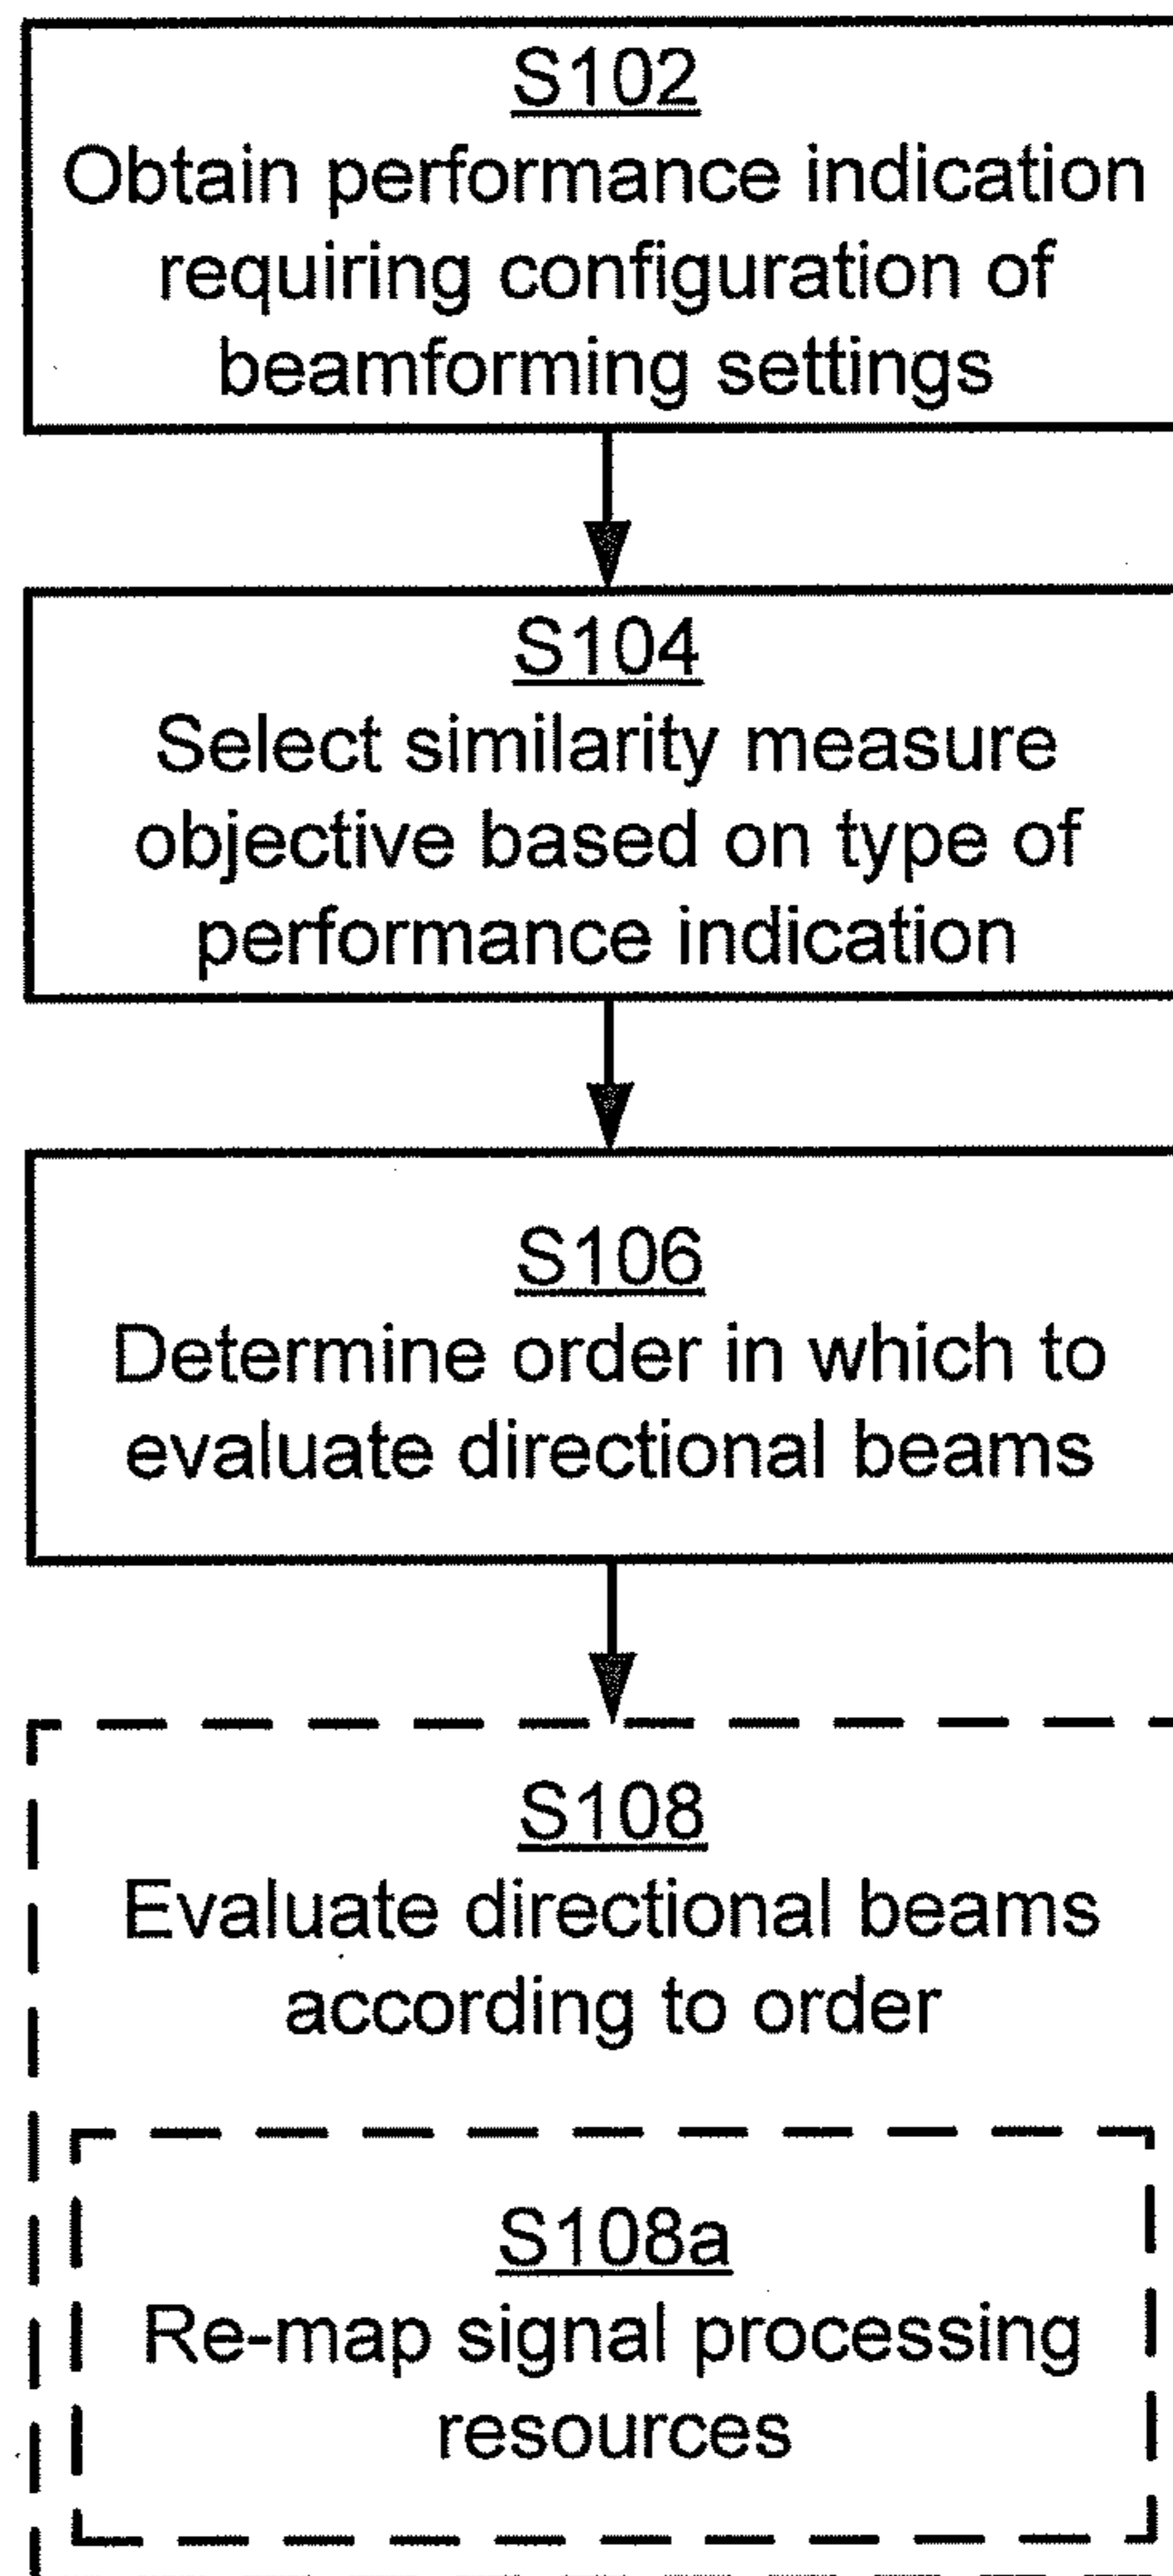 S102
Obtain performance indication
requiring configuration of
beamforming settings
S104
Select similarity measure
objective based on type of
performance indication
S106
Determine order in which to
evaluate directional beams
S108
Evaluate directional beams
according to order
S108a
Re-map signal processing
resources